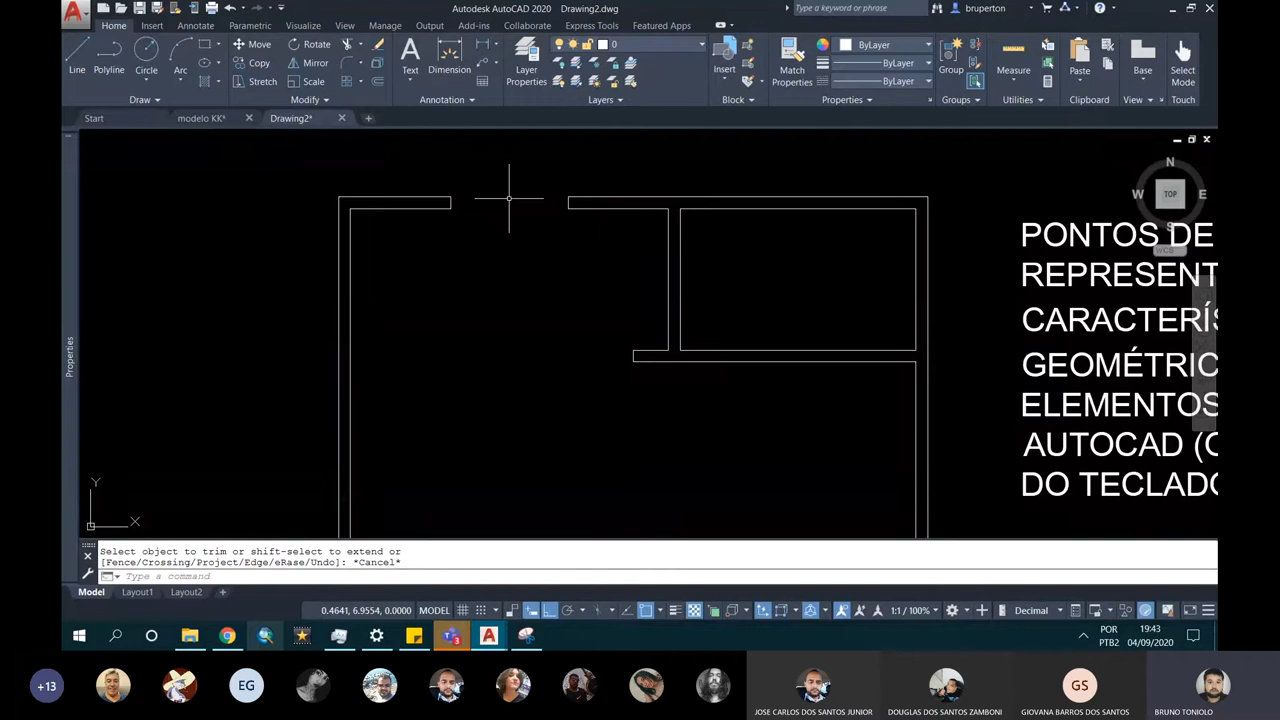 Autodesk AutoCAD 2020 Drawing2.dwg
Type a keyword or phrase
bruperton
Home Insert Annotate Parametric Visualize View Manage Output Add-ins Collaborate Express Tools Featured Apps
Line Polyline Circle Arc
Move Rotate
Copy Mirror
Stretch Scale
Text Dimension
Layer Properties
0
Insert
Match Properties
ByLayer
ByLayer
ByLayer
Group
Measure
Paste
Base
Select Mode
Draw Modify Annotation Layers Block Properties Groups Utilities Clipboard View Touch
Start modelo KK* Drawing2*
Properties
N
W TOP E
S
WCS
PONTOS DE
REPRESENT
CARACTERÍS
GEOMÉTRIC
ELEMENTOS
AUTOCAD (C
DO TECLADO
Y
X
Select object to trim or shift-select to extend or
[Fence/Crossing/Project/Edge/eRase/Undo]: *Cancel*
Type a command
Model Layout1 Layout2 +
0.4641, 6.9554, 0.0000 MODEL 1:1 / 100% Decimal
POR
PTB2
19:43
04/09/2020
3
A
+13
EG
GS
JOSE CARLOS DOS SANTOS JUNIOR
DOUGLAS DOS SANTOS ZAMBONI
GIOVANA BARROS DOS SANTOS
BRUNO TONIOLO